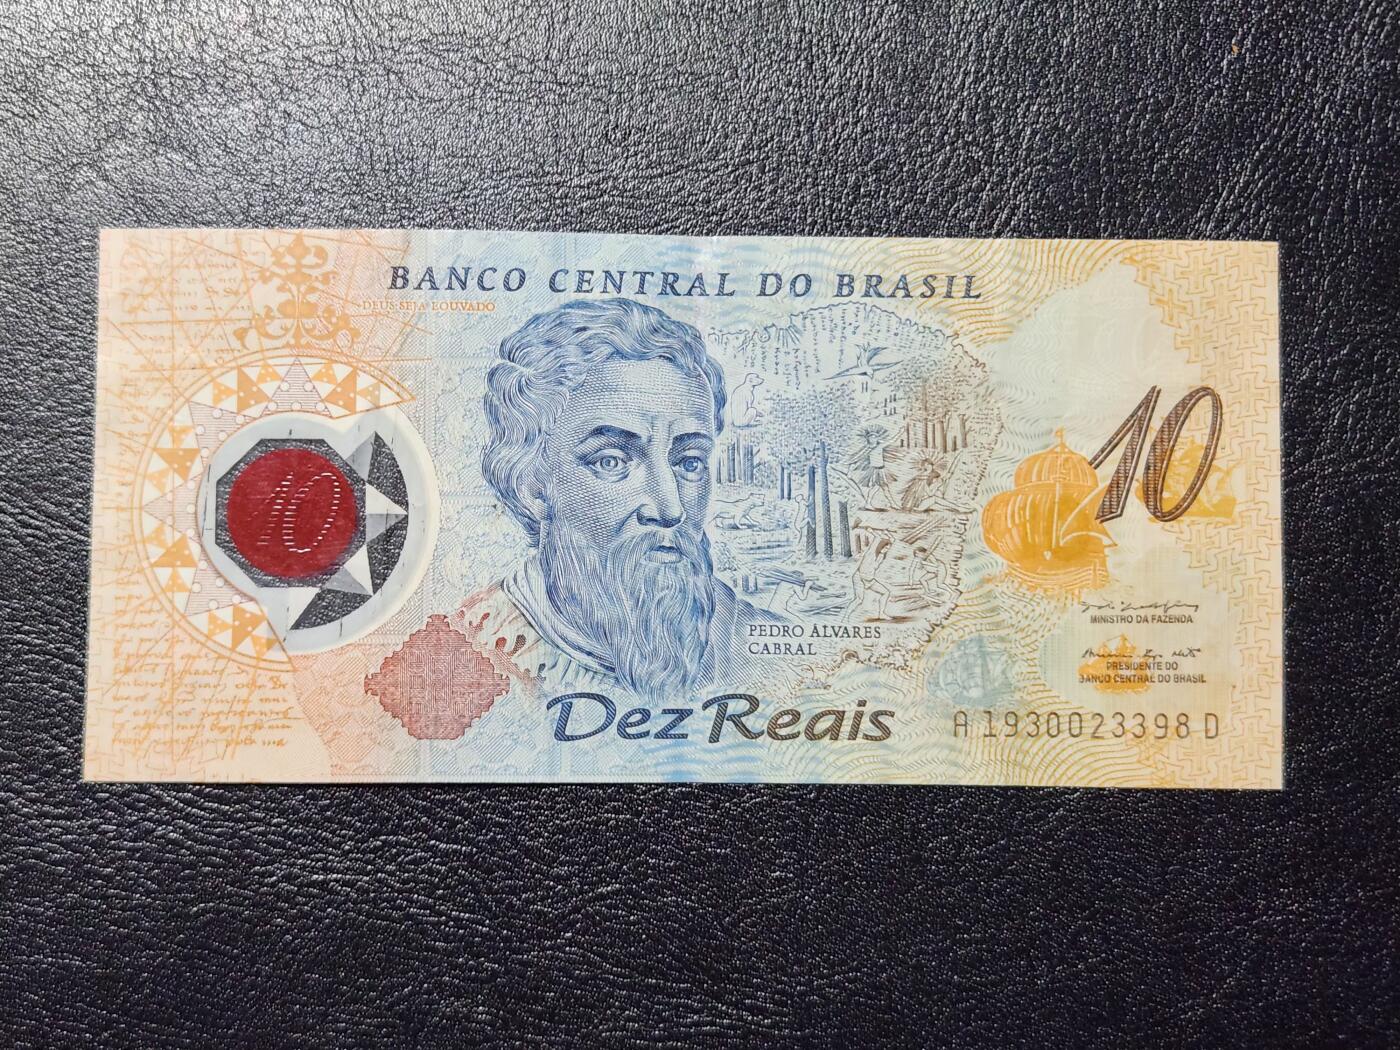 BANCO CENTRAL DO BRASIL
DEUS SEJA LOUVADO
10
10
PEDRO ÁLVARES
CABRAL
MINISTRO DA FAZENDA
PRESIDENTE DO
BANCO CENTRAL DO BRASIL
Dez Reais
A 1930023398 D